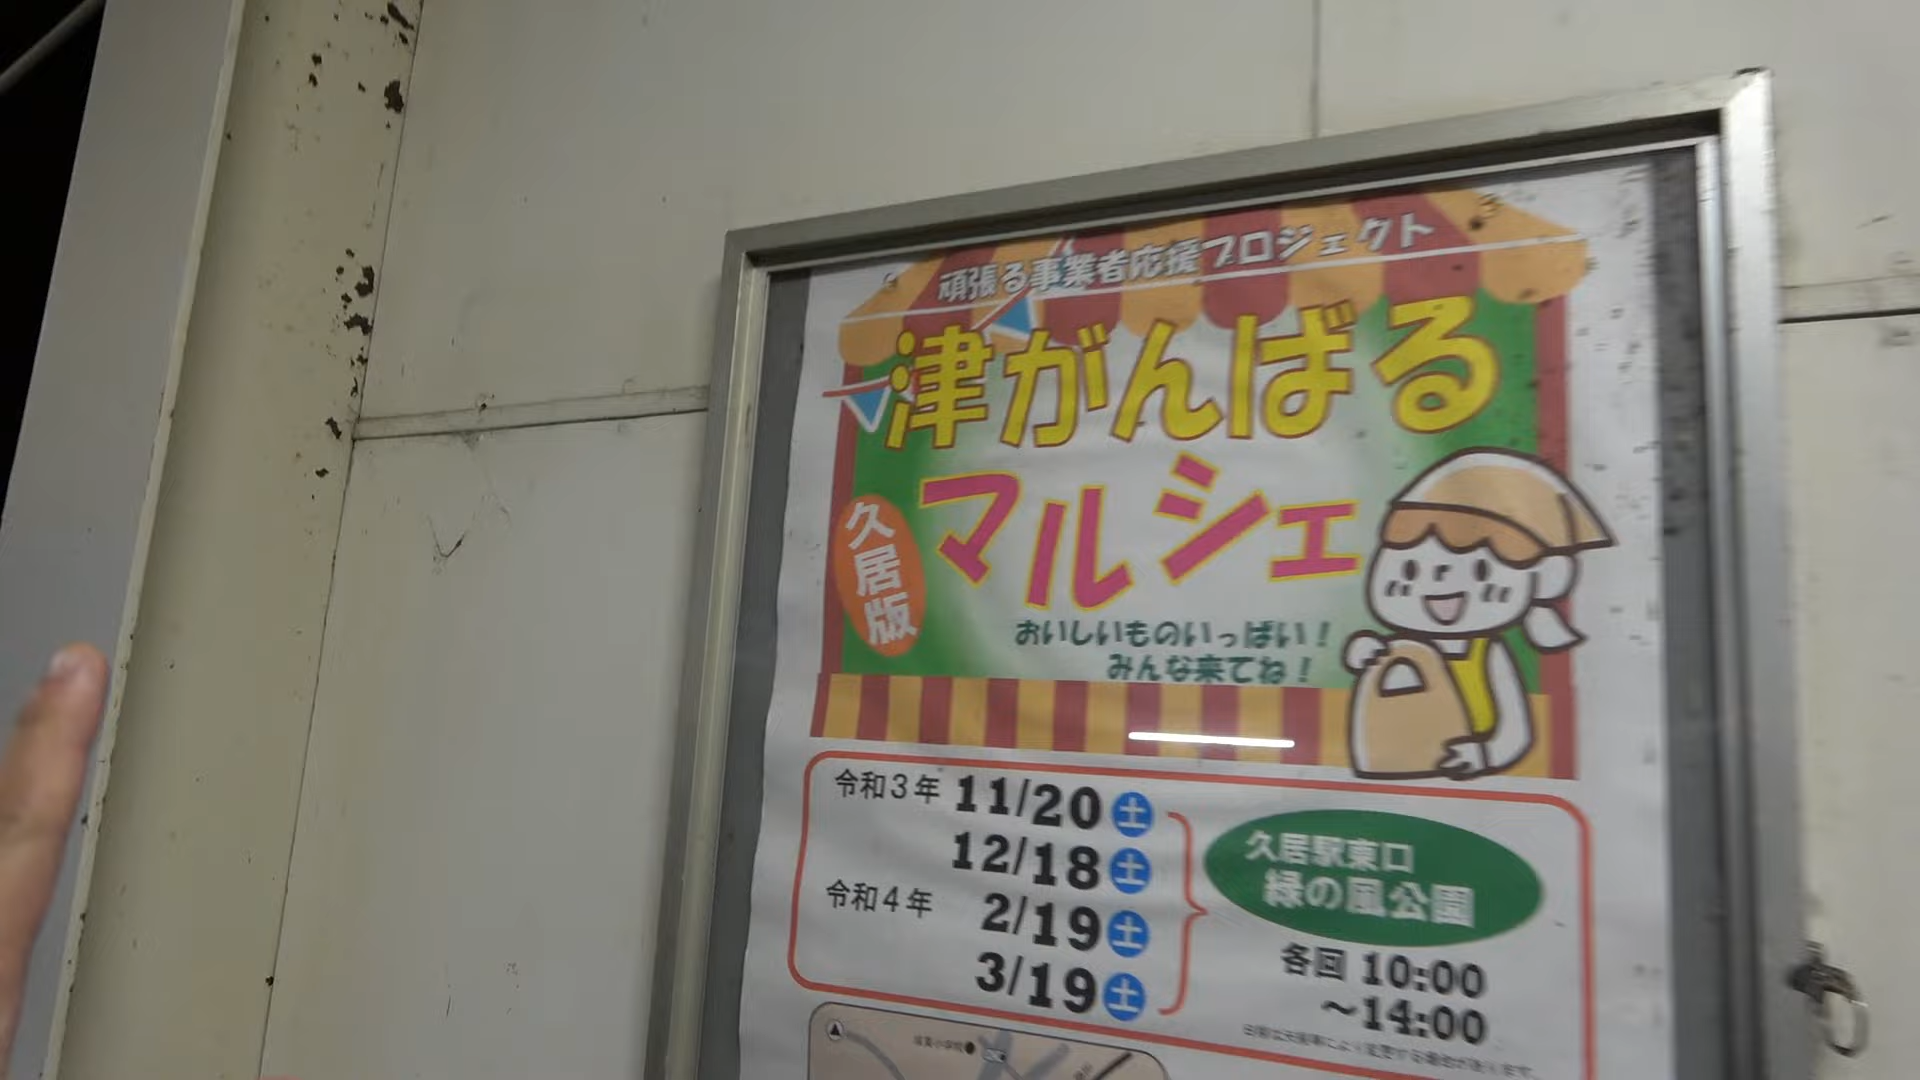 頑張る事業者応援プロジェクト
津がんばる
マルシェ
久居版
おいしいものいっぱい！
みんな来てね！
令和3年 11/20 土
12/18 土
令和4年 2/19 土
3/19 土
久居駅東口
緑の風公園
各回 10:00
～14:00